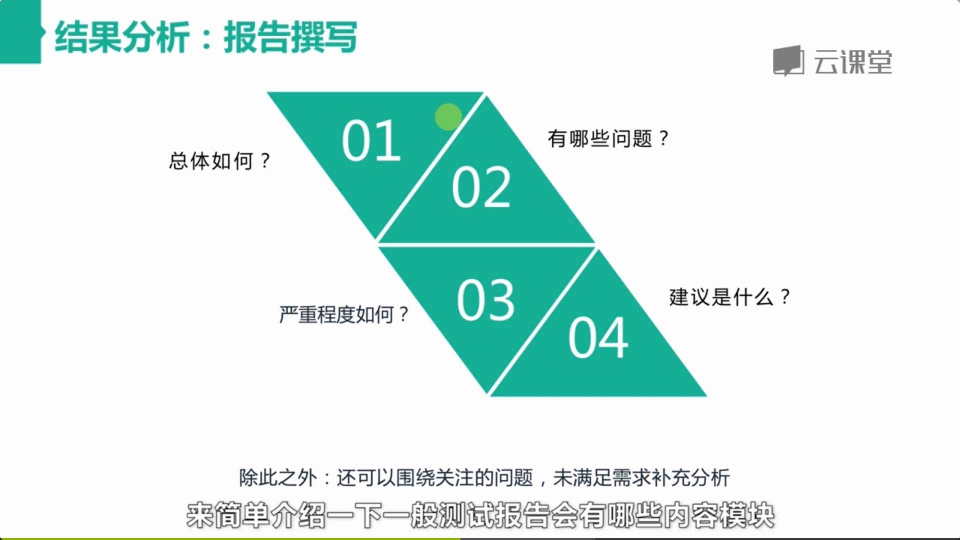 结果分析：报告撰写
云课堂
01
总体如何？
02
有哪些问题？
03
严重程度如何？
04
建议是什么？
除此之外：还可以围绕关注的问题，未满足需求补充分析
来简单介绍一下一般测试报告会有哪些内容模块